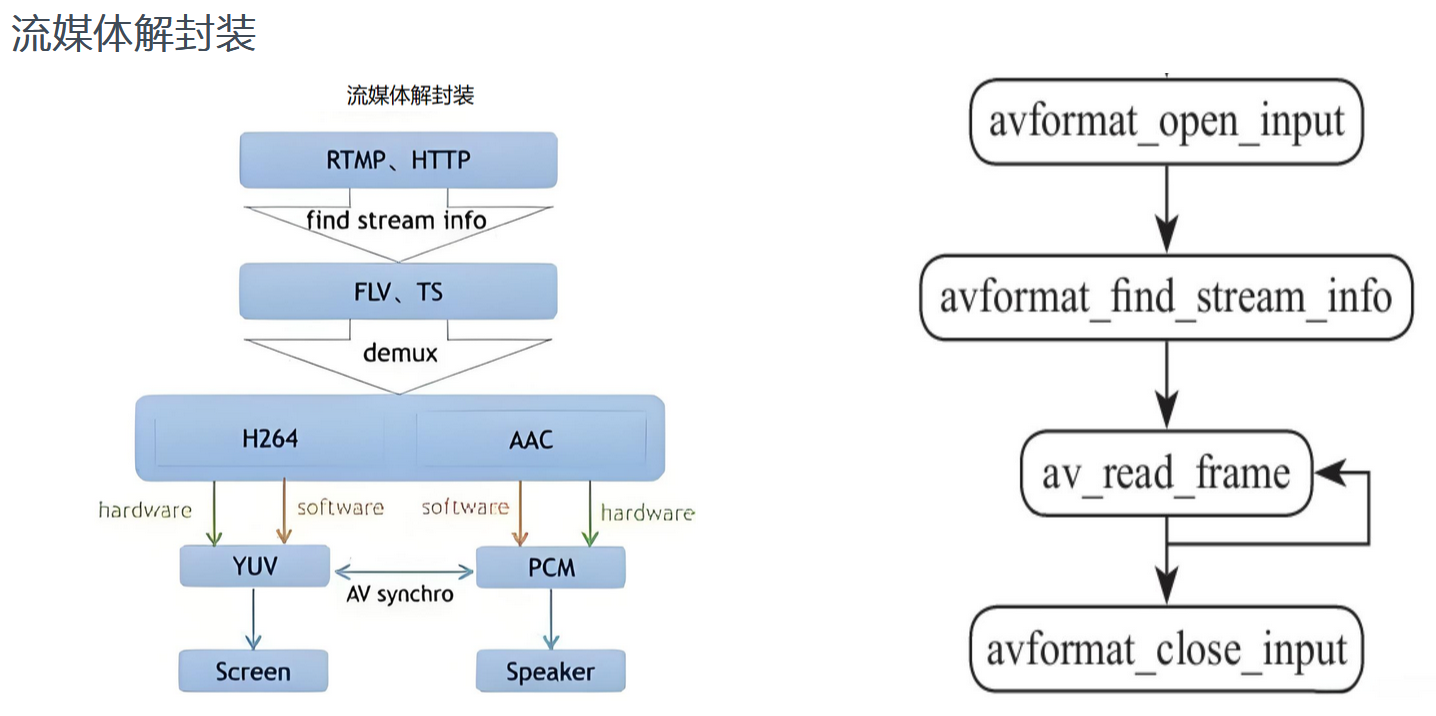 流媒体解封装
流媒体解封装
RTMP、HTTP
find stream info
FLV、TS
demux
H264
AAC
hardware
software
software
hardware
YUV
AV synchro
PCM
Screen
Speaker
avformat_open_input
avformat_find_stream_info
av_read_frame
avformat_close_input